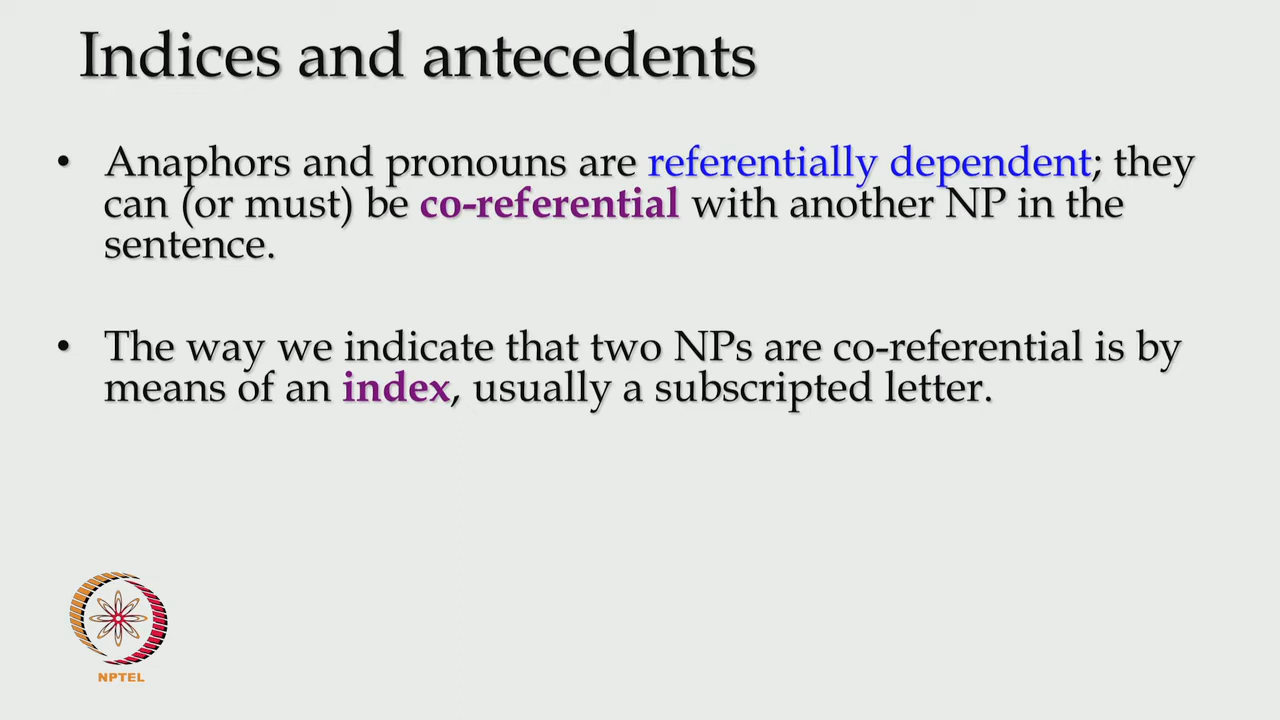 Indices and antecedents
• Anaphors and pronouns are referentially dependent; they
can (or must) be co-referential with another NP in the
sentence.
• The way we indicate that two NPs are co-referential is by
means of an index, usually a subscripted letter.
NPTEL